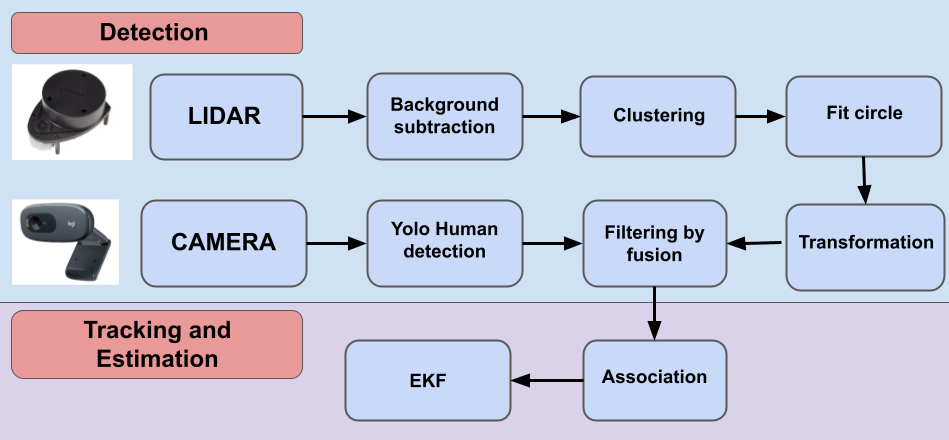 Detection
LIDAR
Background
subtraction
Clustering
Fit circle
CAMERA
Yolo Human
detection
Filtering by
fusion
Transformation
Tracking and
Estimation
EKF
Association